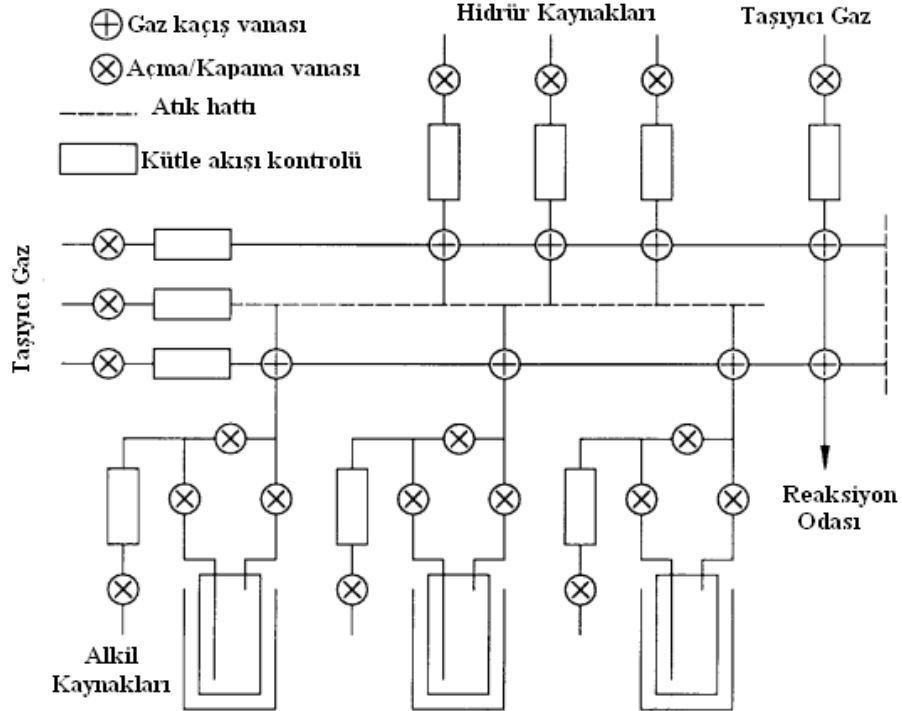 Gaz kaçış vanası
Açma/Kapama vanası
Atık hattı
Kütle akışı kontrolü
Hidrür Kaynakları
Taşıyıcı Gaz
Taşıyıcı Gaz
Reaksiyon
Odası
Alkil
Kaynakları